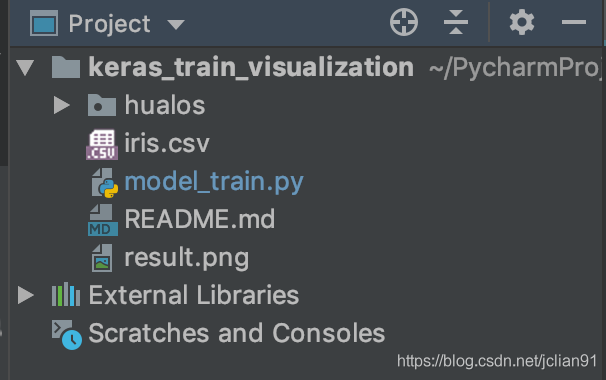 Project
keras_train_visualization ~/PycharmProj
hualos
.CSV iris.csv
model_train.py
MD README.md
result.png
External Libraries
Scratches and Consoles
https://blog.csdn.net/jclian91